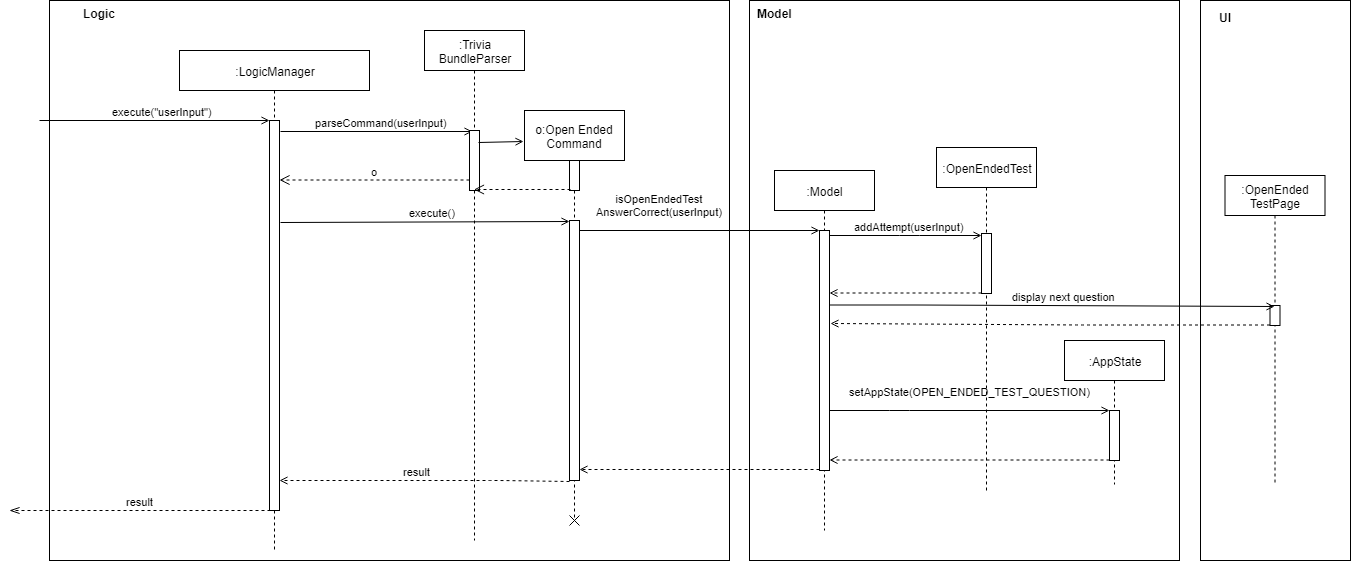 Logic
Model
UI
:Trivia
BundleParser
:LogicManager
execute("userInput")
parseCommand(userInput)
o:Open Ended
Command
o
:OpenEndedTest
:Model
:OpenEnded
TestPage
isOpenEndedTest
AnswerCorrect(userInput)
execute()
addAttempt(userInput)
display next question
:AppState
setAppState(OPEN_ENDED_TEST_QUESTION)
result
result